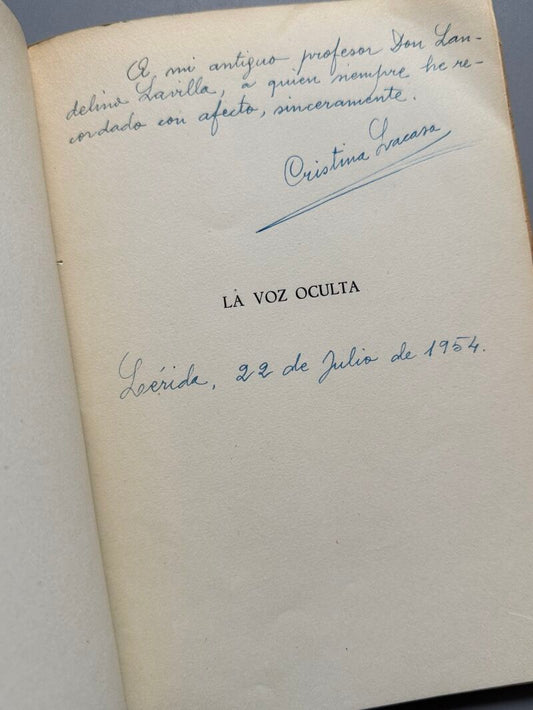 A mi antiguo profesor Don Lan-
delino Lavilla, a quien siempre he re-
cordado con afecto, sinceramente.
Cristina Lacasa
LA VOZ OCULTA
Lérida, 22 de Julio de 1954.